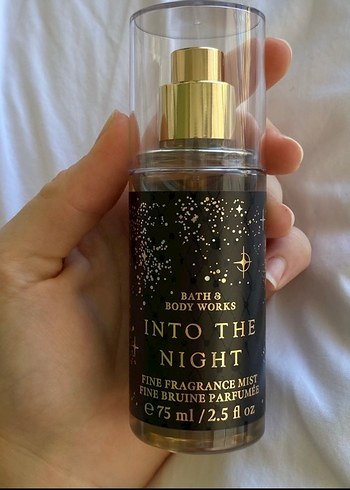 BATH &
BODY WORKS
INTO THE
NIGHT
FINE FRAGRANCE MIST
FINE BRUINE PARFUMÉE
℮ 75 ml / 2.5 fl oz